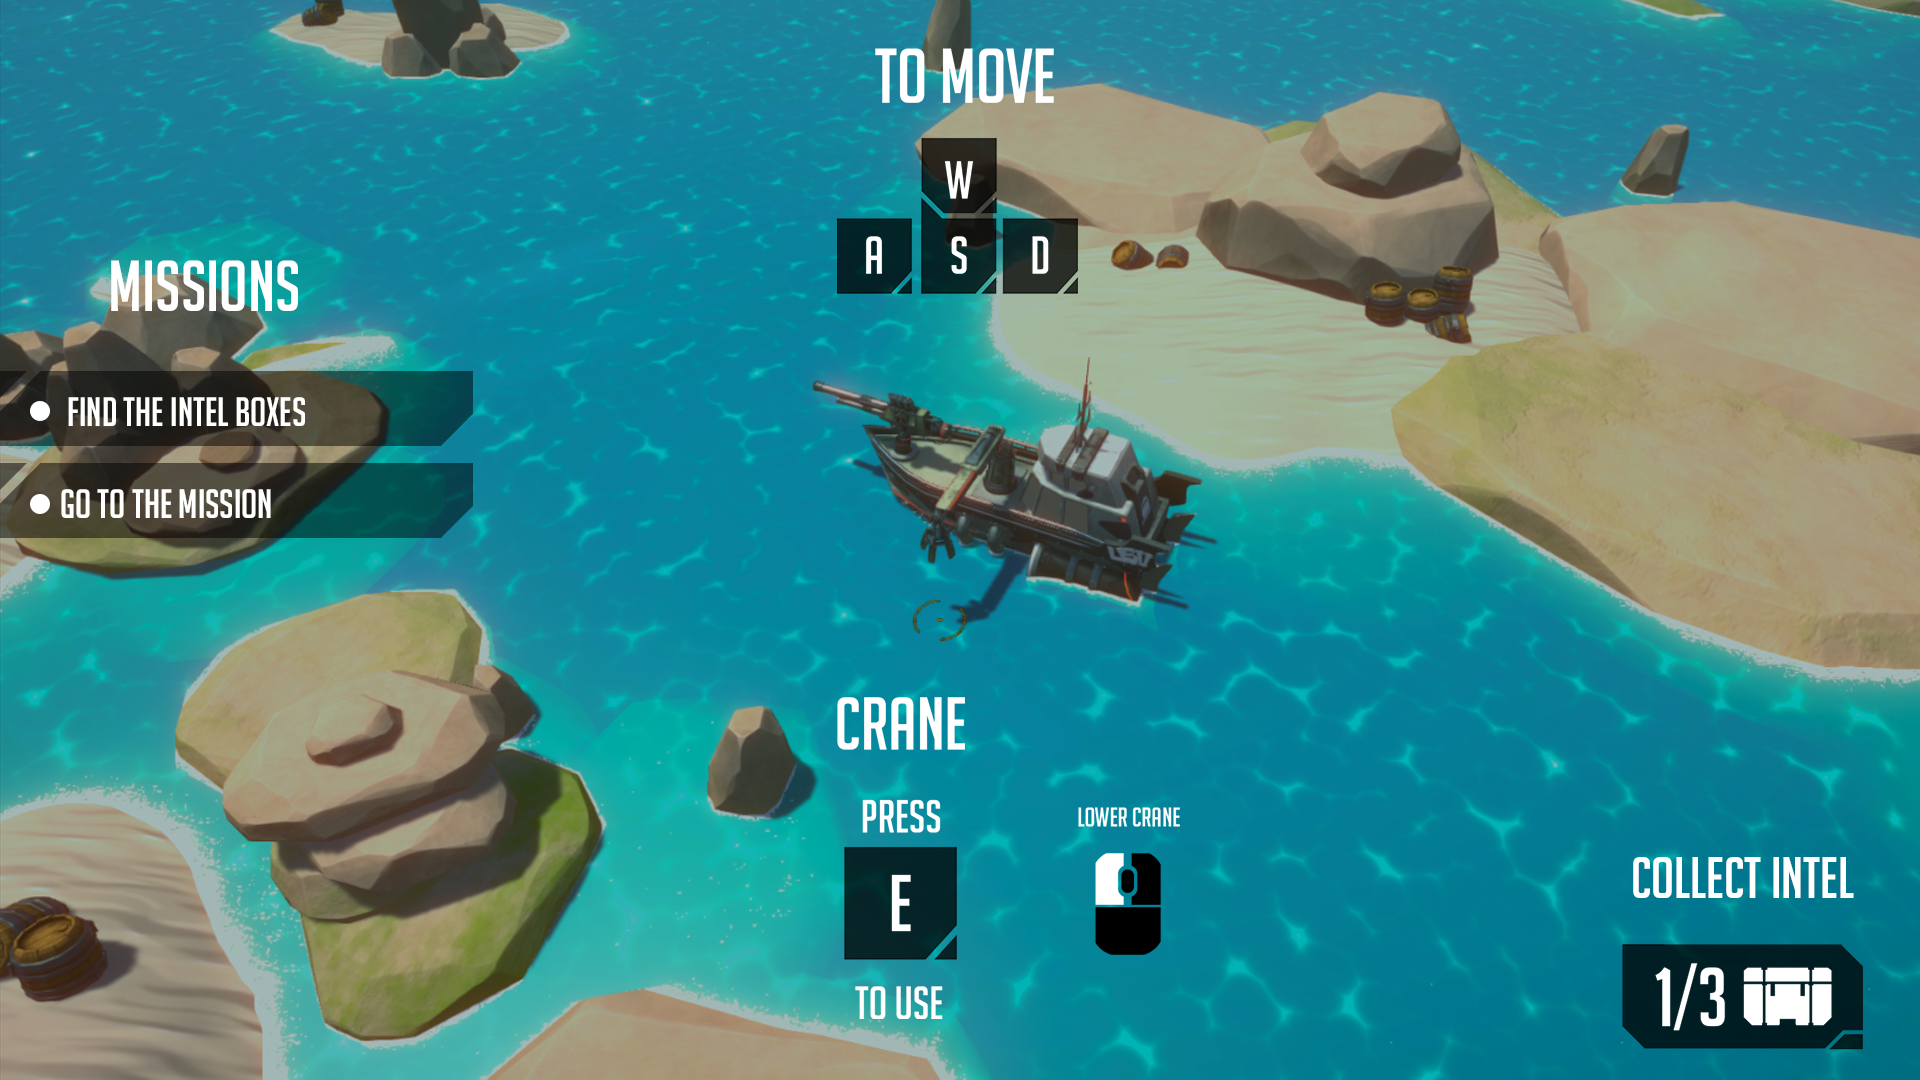 TO MOVE
W
A S D
MISSIONS
FIND THE INTEL BOXES
GO TO THE MISSION
CRANE
PRESS
E
TO USE
LOWER CRANE
COLLECT INTEL
1/3